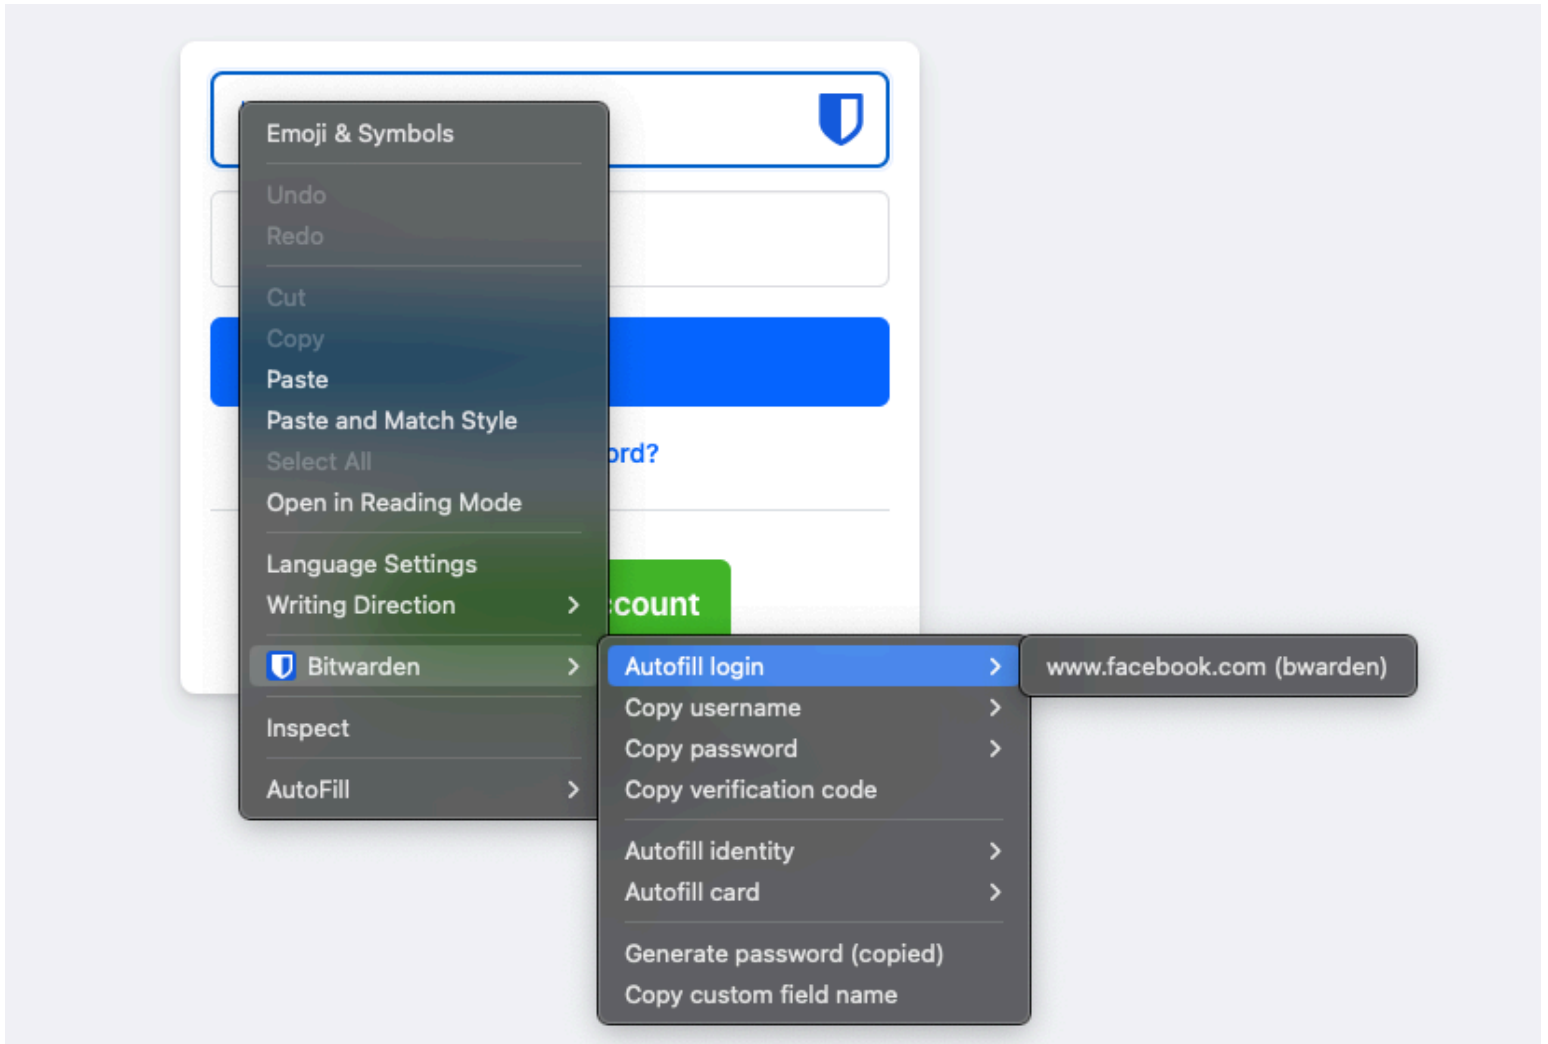 Emoji & Symbols
Undo
Redo
Cut
Copy
Paste
Paste and Match Style
Select All
ord?
Open in Reading Mode
Language Settings
Writing Direction
count
Bitwarden
Autofill login
www.facebook.com (bwarden)
Copy username
Inspect
Copy password
AutoFill
Copy verification code
Autofill identity
Autofill card
Generate password (copied)
Copy custom field name